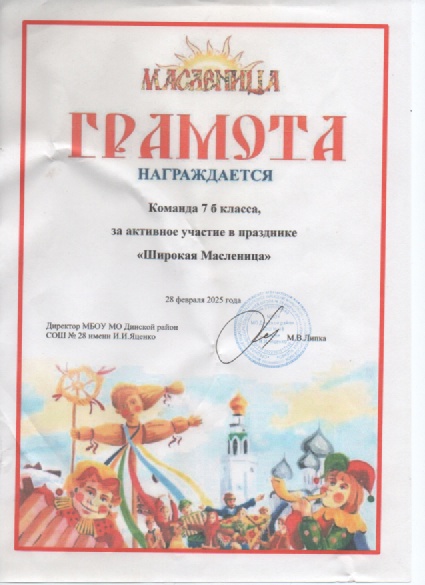 МАСЛЕНИЦА
ГРАМОТА
НАГРАЖДАЕТСЯ
Команда 7 б класса,
за активное участие в празднике
«Широкая Масленица»
28 февраля 2025 года
Директор МБОУ МО Динской район
СОШ № 28 имени И.И.Яценко
М.В.Липка